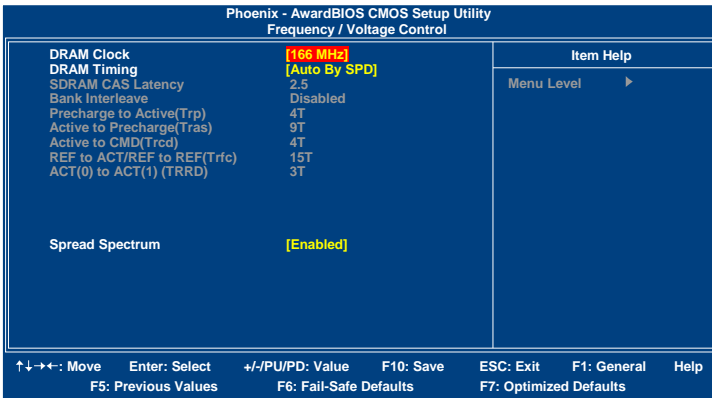 Phoenix - AwardBIOS CMOS Setup Utility
Frequency / Voltage Control
DRAM Clock [166 MHz]
DRAM Timing [Auto By SPD]
SDRAM CAS Latency 2.5
Bank Interleave Disabled
Precharge to Active(Trp) 4T
Active to Precharge(Tras) 9T
Active to CMD(Trcd) 4T
REF to ACT/REF to REF(Trfc) 15T
ACT(0) to ACT(1) (TRRD) 3T
Spread Spectrum [Enabled]
Item Help
Menu Level ▶
↑↓→←: Move Enter: Select +/-/PU/PD: Value F10: Save ESC: Exit F1: General Help
F5: Previous Values F6: Fail-Safe Defaults F7: Optimized Defaults